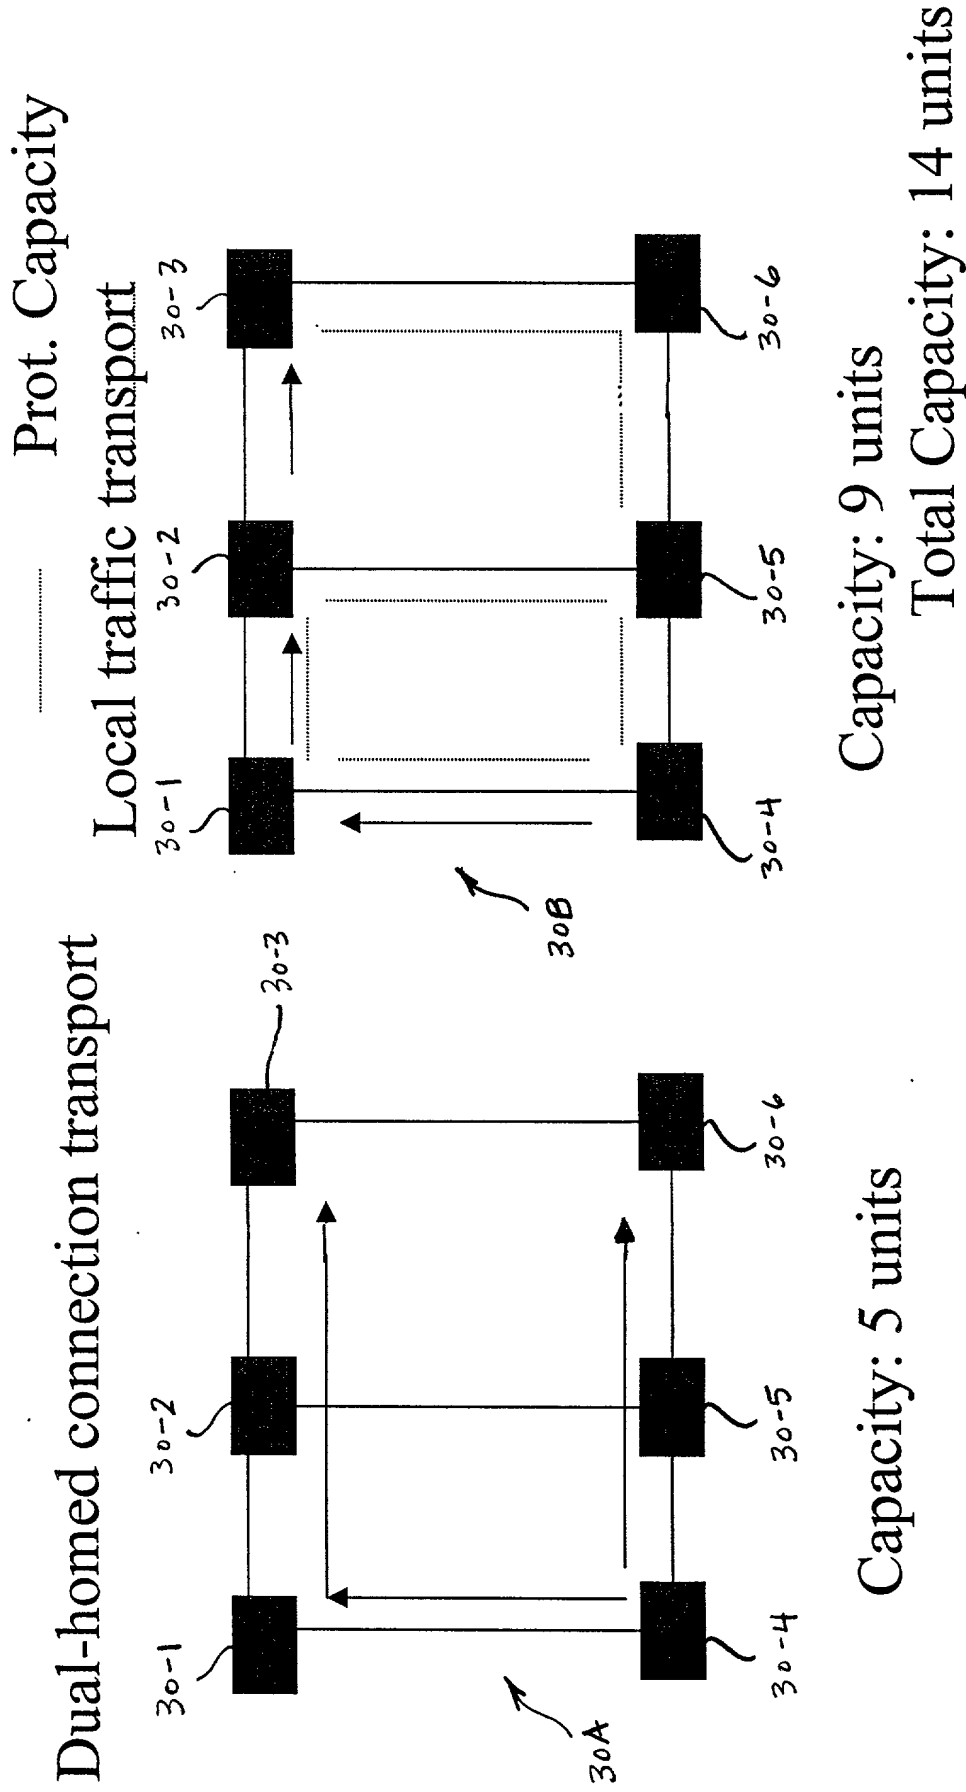 Prot. Capacity
Dual-homed connection transport
Local traffic transport
30-1
30-2
30-3
30-4
30-5
30-6
30A
30-1
30-2
30-3
30-4
30-5
30-6
30B
Capacity: 5 units
Capacity: 9 units
Total Capacity: 14 units